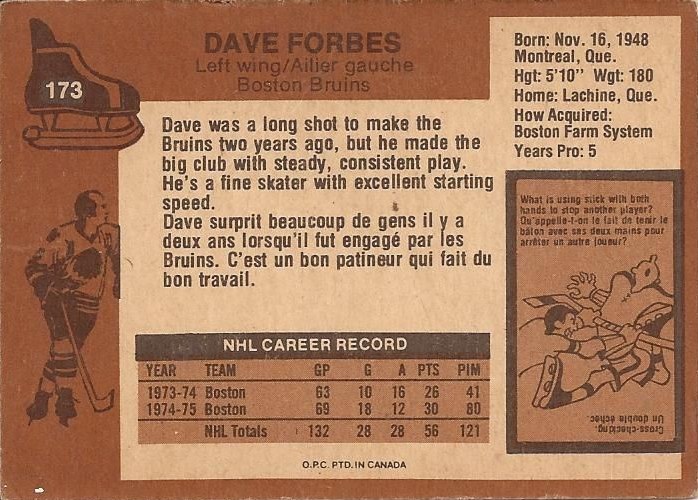 173
DAVE FORBES
Left wing/Ailier gauche
Boston Bruins
Born: Nov. 16, 1948
Montreal, Que.
Hgt: 5'10" Wgt: 180
Home: Lachine, Que.
How Acquired:
Boston Farm System
Years Pro: 5
Dave was a long shot to make the
Bruins two years ago, but he made the
big club with steady, consistent play.
He's a fine skater with excellent starting
speed.
Dave surprit beaucoup de gens il y a
deux ans lorsqu'il fut engagé par les
Bruins. C'est un bon patineur qui fait du
bon travail.
What is using stick with both
hands to stop another player?
Qu'appelle-t-on le fait de tenir le
bâton avec ses deux mains pour
arrêter un autre joueur?
Cross-checking.
Un double échec.
NHL CAREER RECORD
YEAR TEAM GP G A PTS PIM
1973-74 Boston 63 10 16 26 41
1974-75 Boston 69 18 12 30 80
NHL Totals 132 28 28 56 121
O.P.C. PTD. IN CANADA